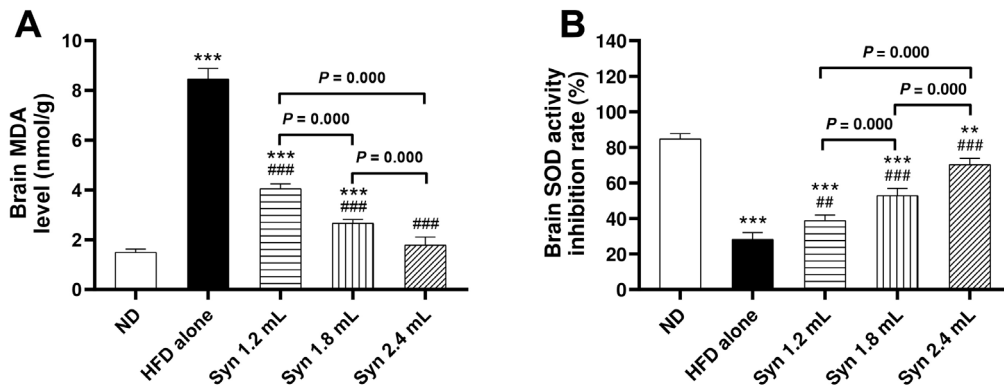 A
Brain MDA
level (nmol/g)
10
8
6
4
2
0
***
P = 0.000
P = 0.000
P = 0.000
***
###
***
###
###
ND
HFD alone
Syn 1.2 mL
Syn 1.8 mL
Syn 2.4 mL
B
Brain SOD activity
inhibition rate (%)
140
120
100
80
60
40
20
0
P = 0.000
P = 0.000
P = 0.000
***
***
##
***
###
**
###
ND
HFD alone
Syn 1.2 mL
Syn 1.8 mL
Syn 2.4 mL